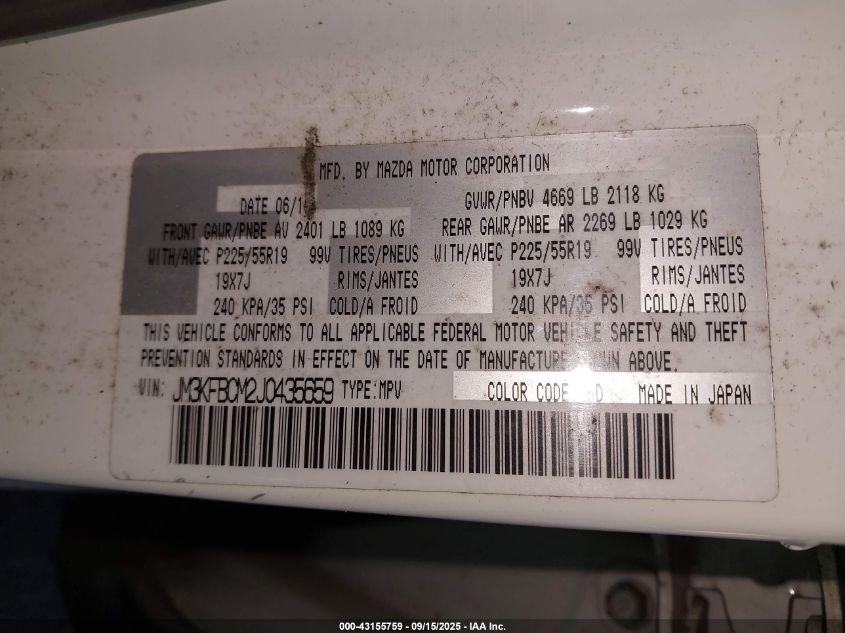 MFD. BY MAZDA MOTOR CORPORATION
DATE 06/1 GVWR/PNBV 4669 LB 2118 KG
FRONT GAWR/PNBE AV 2401 LB 1089 KG REAR GAWR/PNBE AR 2269 LB 1029 KG
WITH/AVEC P225/55R19 99V TIRES/PNEUS WITH/AVEC P225/55R19 99V TIRES/PNEUS
19X7J RIMS/JANTES 19X7J RIMS/JANTES
240 KPA/35 PSI COLD/A FROID 240 KPA/35 PSI COLD/A FROID
THIS VEHICLE CONFORMS TO ALL APPLICABLE FEDERAL MOTOR VEHICLE SAFETY AND THEFT
PREVENTION STANDARDS IN EFFECT ON THE DATE OF MANUFACTURE SHOWN ABOVE.
VIN: JM3KFBCM2J0435659 TYPE:MPV COLOR CODE D MADE IN JAPAN
000-43155759 - 09/15/2025 - IAA Inc.